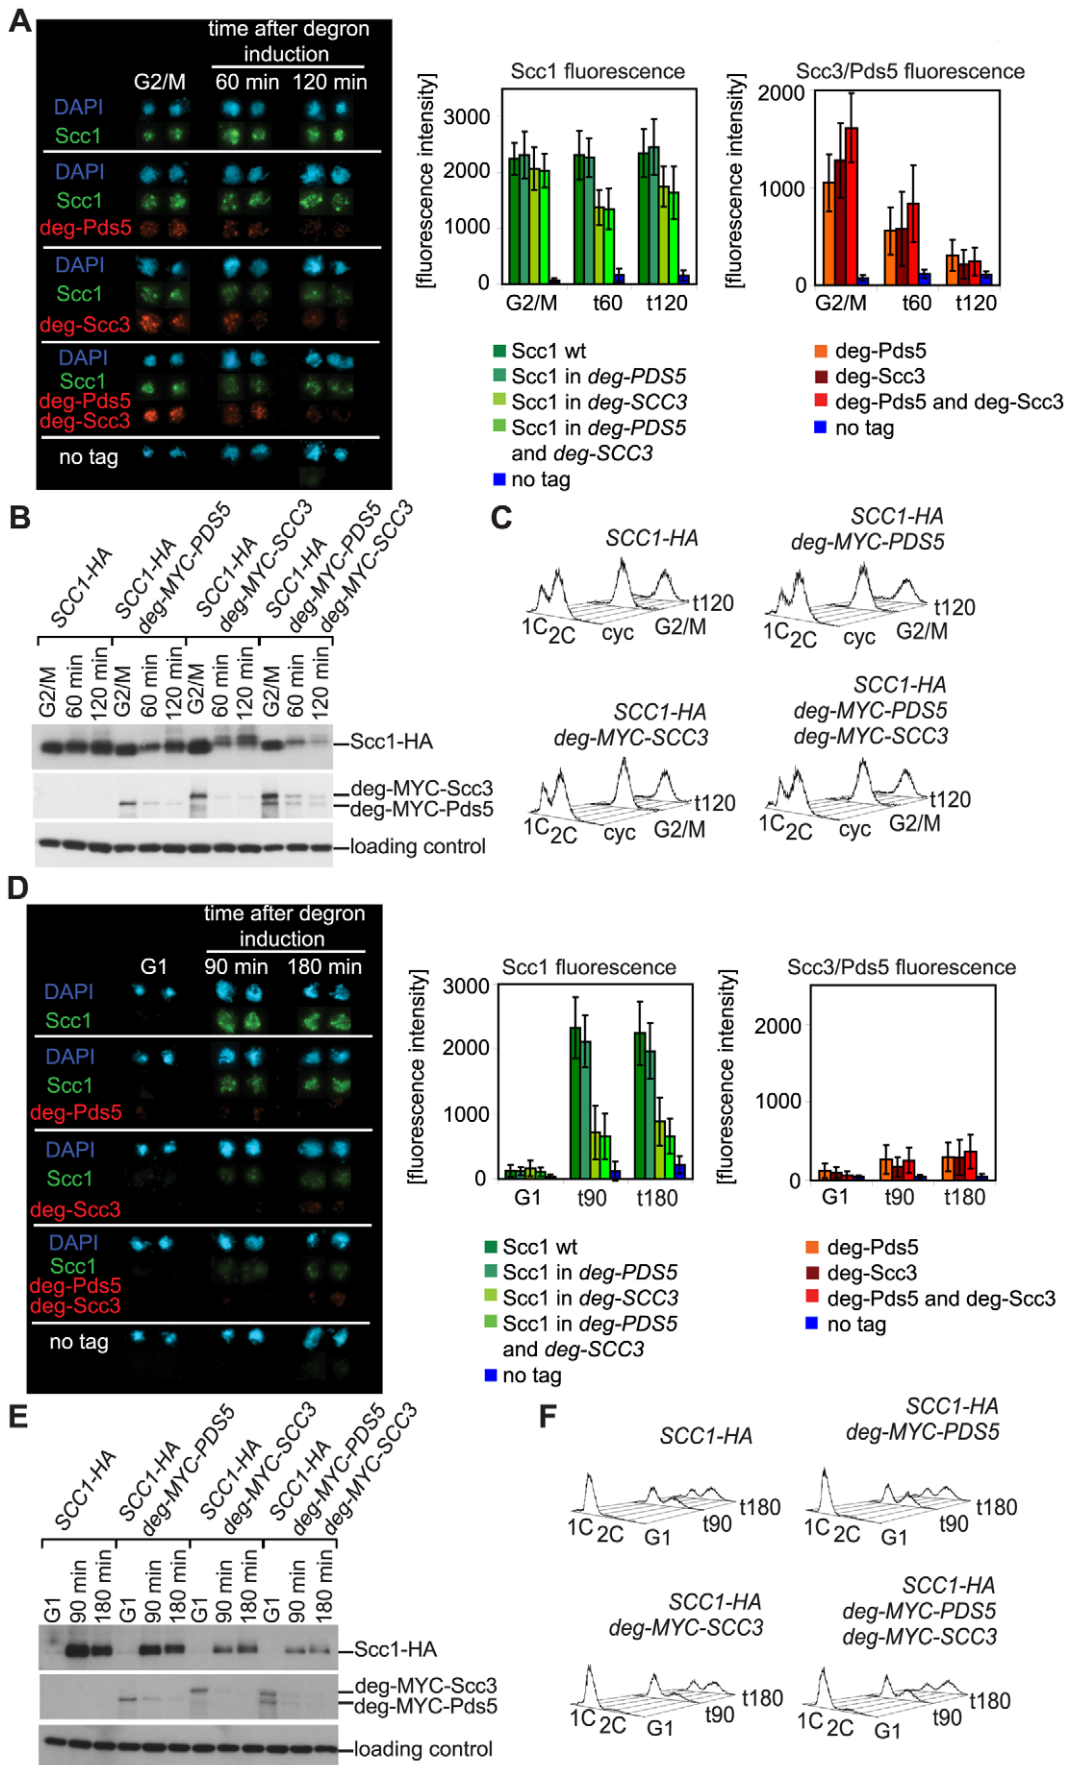 A
time after degron
induction
G2/M 60 min 120 min
DAPI
Scc1
DAPI
Scc1
deg-Pds5
DAPI
Scc1
deg-Scc3
DAPI
Scc1
deg-Pds5
deg-Scc3
no tag
Scc1 fluorescence
[fluorescence intensity]
3000
2000
1000
0
G2/M t60 t120
Scc1 wt
Scc1 in deg-PDS5
Scc1 in deg-SCC3
Scc1 in deg-PDS5
and deg-SCC3
no tag
Scc3/Pds5 fluorescence
[fluorescence intensity]
2000
1000
0
G2/M t60 t120
deg-Pds5
deg-Scc3
deg-Pds5 and deg-Scc3
no tag
B
SCC1-HA
SCC1-HA
deg-MYC-PDS5
SCC1-HA
deg-MYC-SCC3
SCC1-HA
deg-MYC-PDS5
deg-MYC-SCC3
G2/M 60 min 120 min G2/M 60 min 120 min G2/M 60 min 120 min G2/M 60 min 120 min
Scc1-HA
deg-MYC-Scc3
deg-MYC-Pds5
loading control
C
SCC1-HA
1C 2C cyc G2/M t120
SCC1-HA
deg-MYC-PDS5
1C 2C cyc G2/M t120
SCC1-HA
deg-MYC-SCC3
1C 2C cyc G2/M t120
SCC1-HA
deg-MYC-PDS5
deg-MYC-SCC3
1C 2C cyc G2/M t120
D
time after degron
induction
G1 90 min 180 min
DAPI
Scc1
DAPI
Scc1
deg-Pds5
DAPI
Scc1
deg-Scc3
DAPI
Scc1
deg-Pds5
deg-Scc3
no tag
Scc1 fluorescence
[fluorescence intensity]
3000
2000
1000
0
G1 t90 t180
Scc1 wt
Scc1 in deg-PDS5
Scc1 in deg-SCC3
Scc1 in deg-PDS5
and deg-SCC3
no tag
Scc3/Pds5 fluorescence
[fluorescence intensity]
2000
1000
0
G1 t90 t180
deg-Pds5
deg-Scc3
deg-Pds5 and deg-Scc3
no tag
E
SCC1-HA
SCC1-HA
deg-MYC-PDS5
SCC1-HA
deg-MYC-SCC3
SCC1-HA
deg-MYC-PDS5
deg-MYC-SCC3
G1 90 min 180 min G1 90 min 180 min G1 90 min 180 min G1 90 min 180 min
Scc1-HA
deg-MYC-Scc3
deg-MYC-Pds5
loading control
F
SCC1-HA
1C 2C G1 t90 t180
SCC1-HA
deg-MYC-PDS5
1C 2C G1 t90 t180
SCC1-HA
deg-MYC-SCC3
1C 2C G1 t90 t180
SCC1-HA
deg-MYC-PDS5
deg-MYC-SCC3
1C 2C G1 t90 t180